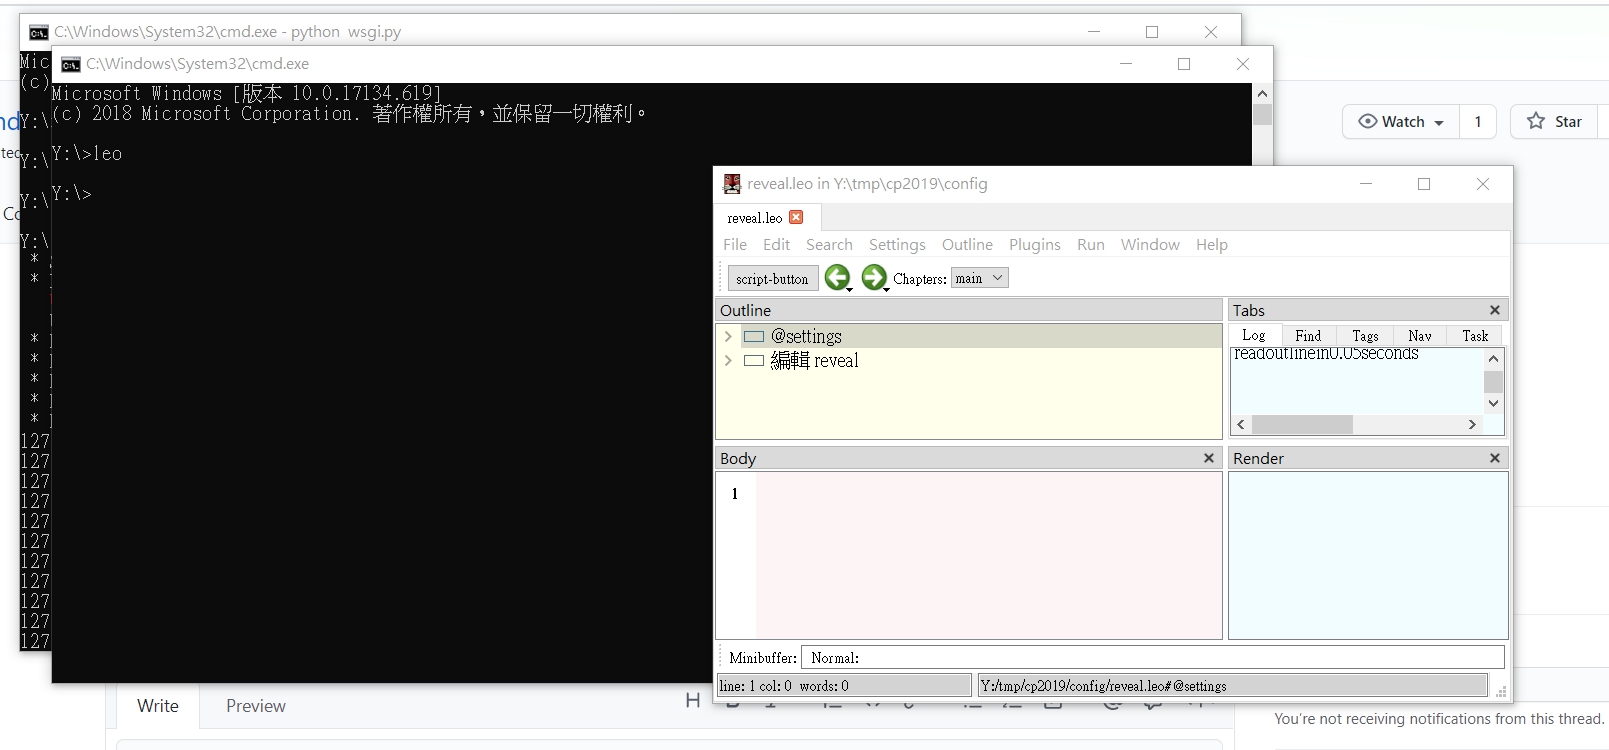 C:\Windows\System32\cmd.exe - python  wsgi.py
Mic
(c)
Y:\
Y:\
Y:\
Y:\
*
*
*
*
*
*
*
127
127
127
127
127
127
127
127
127
127
127
C:\Windows\System32\cmd.exe
Microsoft Windows [版本 10.0.17134.619]
(c) 2018 Microsoft Corporation. 著作權所有，並保留一切權利。
Y:\>leo
Y:\>
Watch
1
Star
reveal.leo in Y:\tmp\cp2019\config
reveal.leo
File Edit Search Settings Outline Plugins Run Window Help
script-button Chapters: main
Outline
@settings
編輯 reveal
Tabs
Log Find Tags Nav Task
readoutlinein0.05seconds
Body
1
Render
Minibuffer: Normal:
line: 1 col: 0 words: 0
Y:/tmp/cp2019/config/reveal.leo#@settings
Write Preview
H
You're not receiving notifications from this thread.